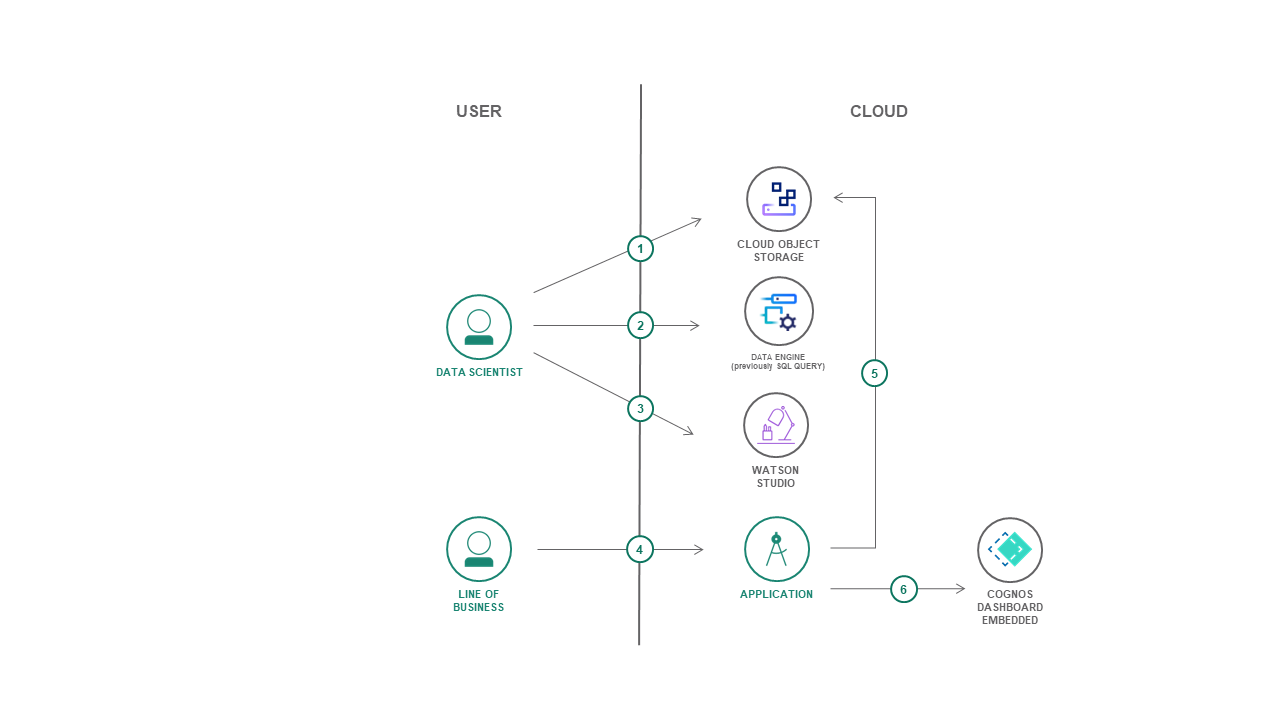 USER
CLOUD
1
CLOUD OBJECT
STORAGE
2
DATA SCIENTIST
DATA ENGINE
(previously SQL QUERY)
5
3
WATSON
STUDIO
4
LINE OF
BUSINESS
APPLICATION
6
COGNOS
DASHBOARD
EMBEDDED